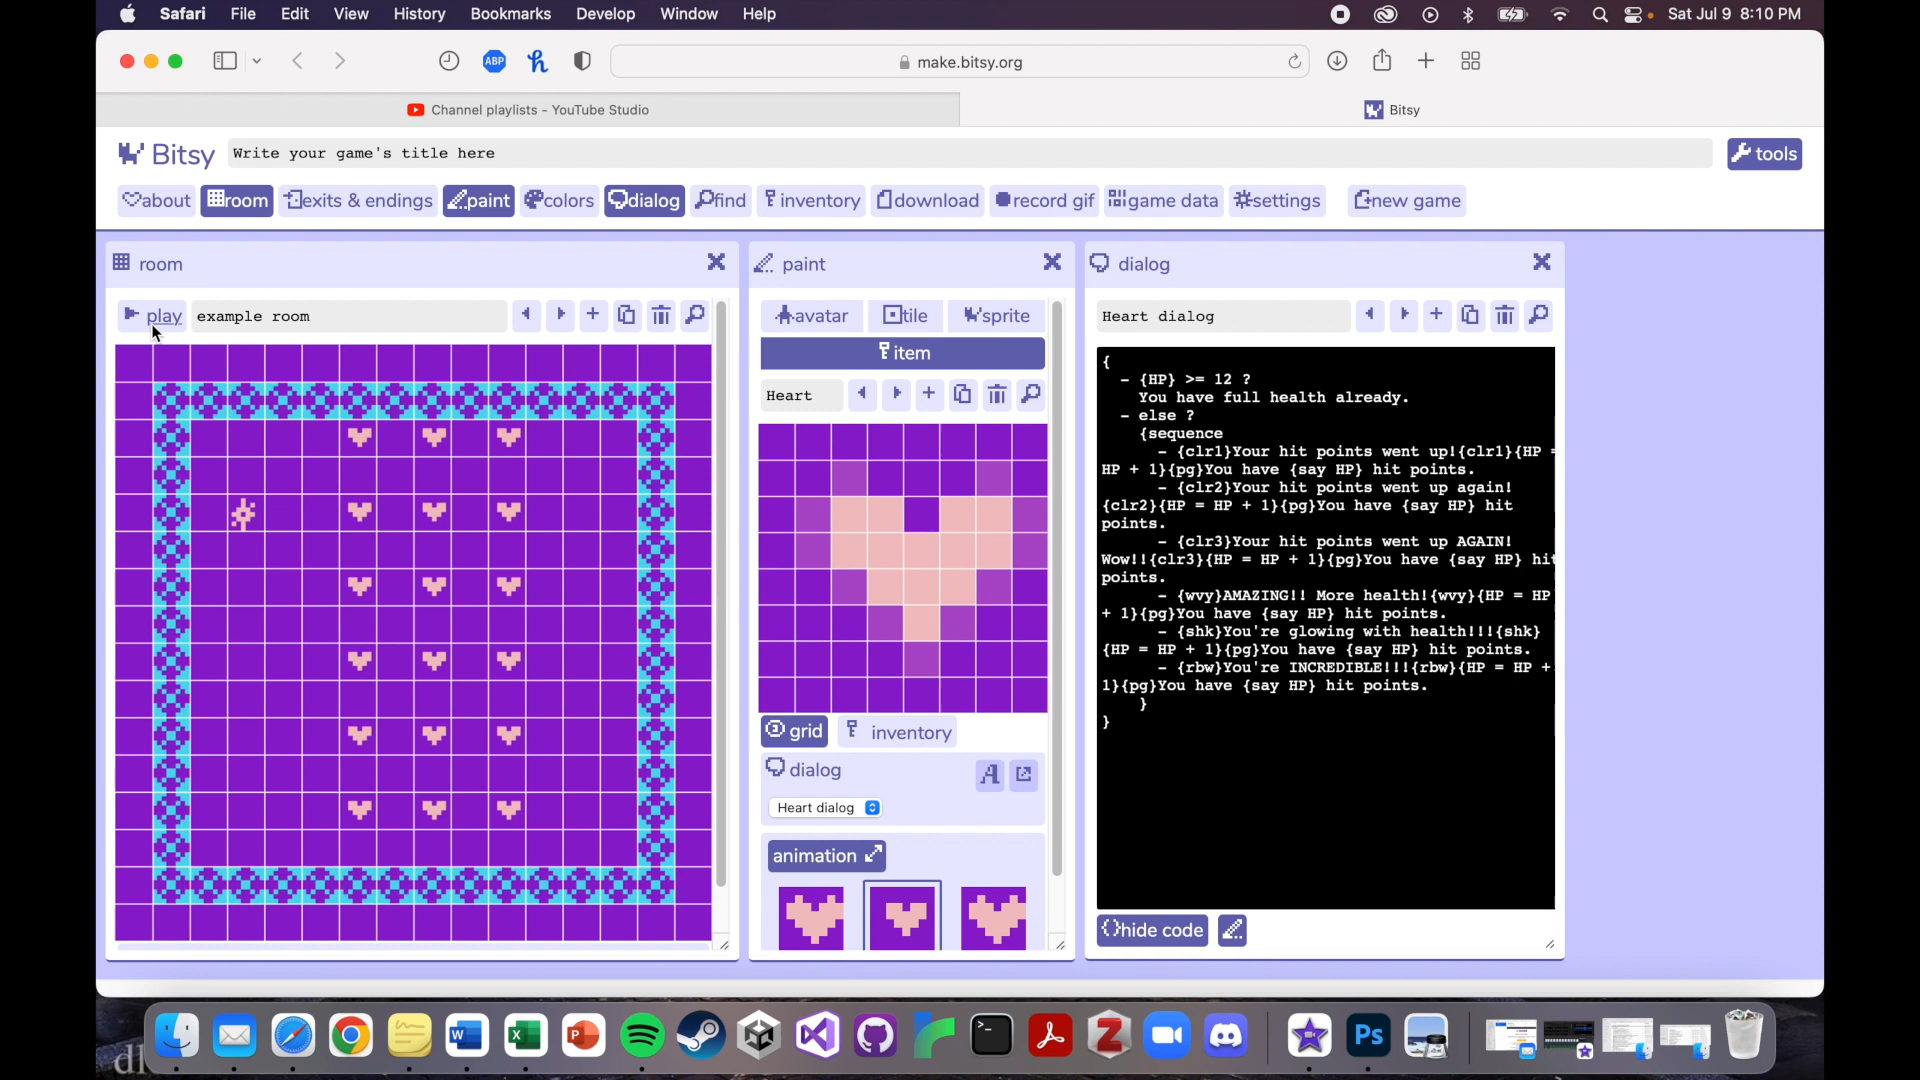 Safari File Edit View History Bookmarks Develop Window Help Sat Jul 9 8:10 PM
ABP make.bitsy.org
Channel playlists - YouTube Studio Bitsy
Bitsy Write your game's title here tools
about room exits & endings paint colors dialog find inventory download record gif game data settings new game
room paint dialog
play example room avatar tile sprite Heart dialog
item
Heart
{
- {HP} >= 12 ?
You have full health already.
- else ?
{sequence
- {clr1}Your hit points went up!{clr1}{HP =
HP + 1}{pg}You have {say HP} hit points.
- {clr2}Your hit points went up again!
{clr2}{HP = HP + 1}{pg}You have {say HP} hit
points.
- {clr3}Your hit points went up AGAIN!
Wow!!{clr3}{HP = HP + 1}{pg}You have {say HP} hit
points.
- {wvy}AMAZING!! More health!{wvy}{HP = HP
+ 1}{pg}You have {say HP} hit points.
- {shk}You're glowing with health!!!{shk}
{HP = HP + 1}{pg}You have {say HP} hit points.
- {rbw}You're INCREDIBLE!!!{rbw}{HP = HP +
1}{pg}You have {say HP} hit points.
}
}
grid inventory
dialog A
Heart dialog
animation
hide code